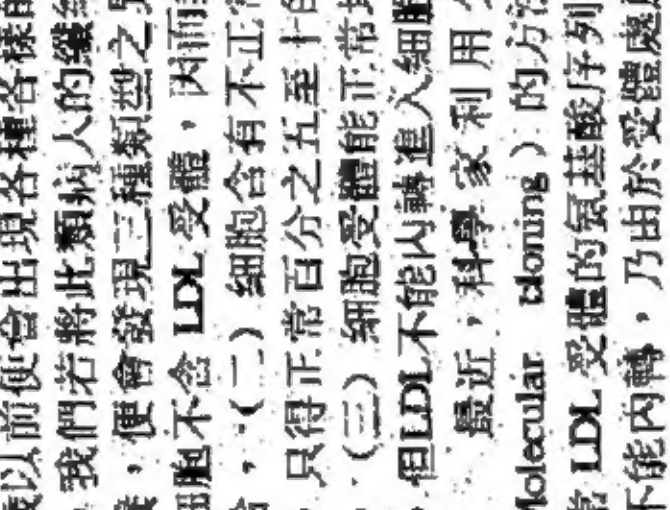 歲以前便會出現各種各樣的
我們若將此類病人的纖維
，便會發現三種類型之
細胞不含 LDL 受體，因而
，（二）細胞含有不正常
只得正常百分之五至十的
，（三）細胞受體能正常地
但LDL不能內轉進入細胞
最近，科學家利用
Molecular cloning）的方法
常 LDL 受體的氨基酸序列
不能內轉，乃由於受體處